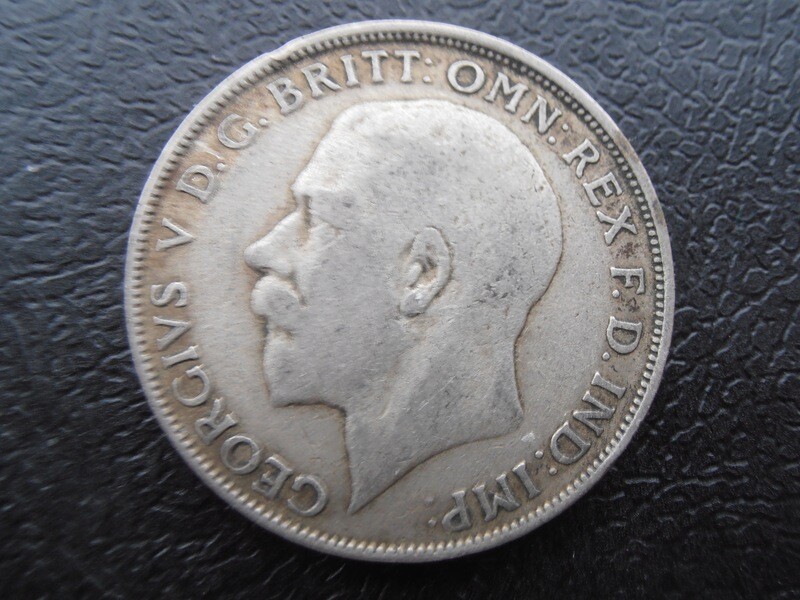 GEORGIVS V D.G. BRITT: OMN: REX F.D. IND: IMP: